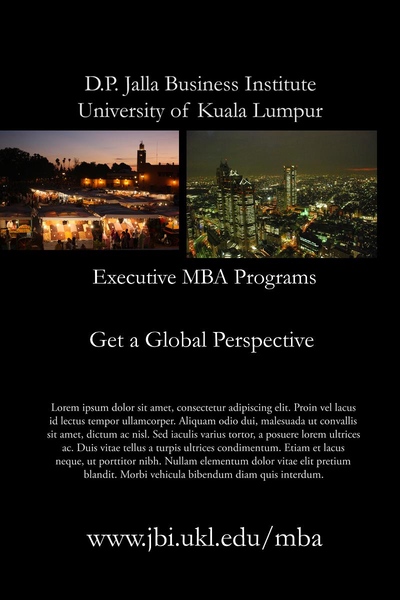 D.P. Jalla Business Institute
University of Kuala Lumpur
Executive MBA Programs
Get a Global Perspective
Lorem ipsum dolor sit amet, consectetur adipiscing elit. Proin vel lacus
id lectus tempor ullamcorper. Aliquam odio dui, malesuada ut convallis
sit amet, dictum ac nisl. Sed iaculis varius tortor, a posuere lorem ultrices
ac. Duis vitae tellus a turpis ultrices condimentum. Etiam et lacus
neque, ut porttitor nibh. Nullam elementum dolor vitae elit pretium
blandit. Morbi vehicula bibendum diam quis interdum.
www.jbi.ukl.edu/mba